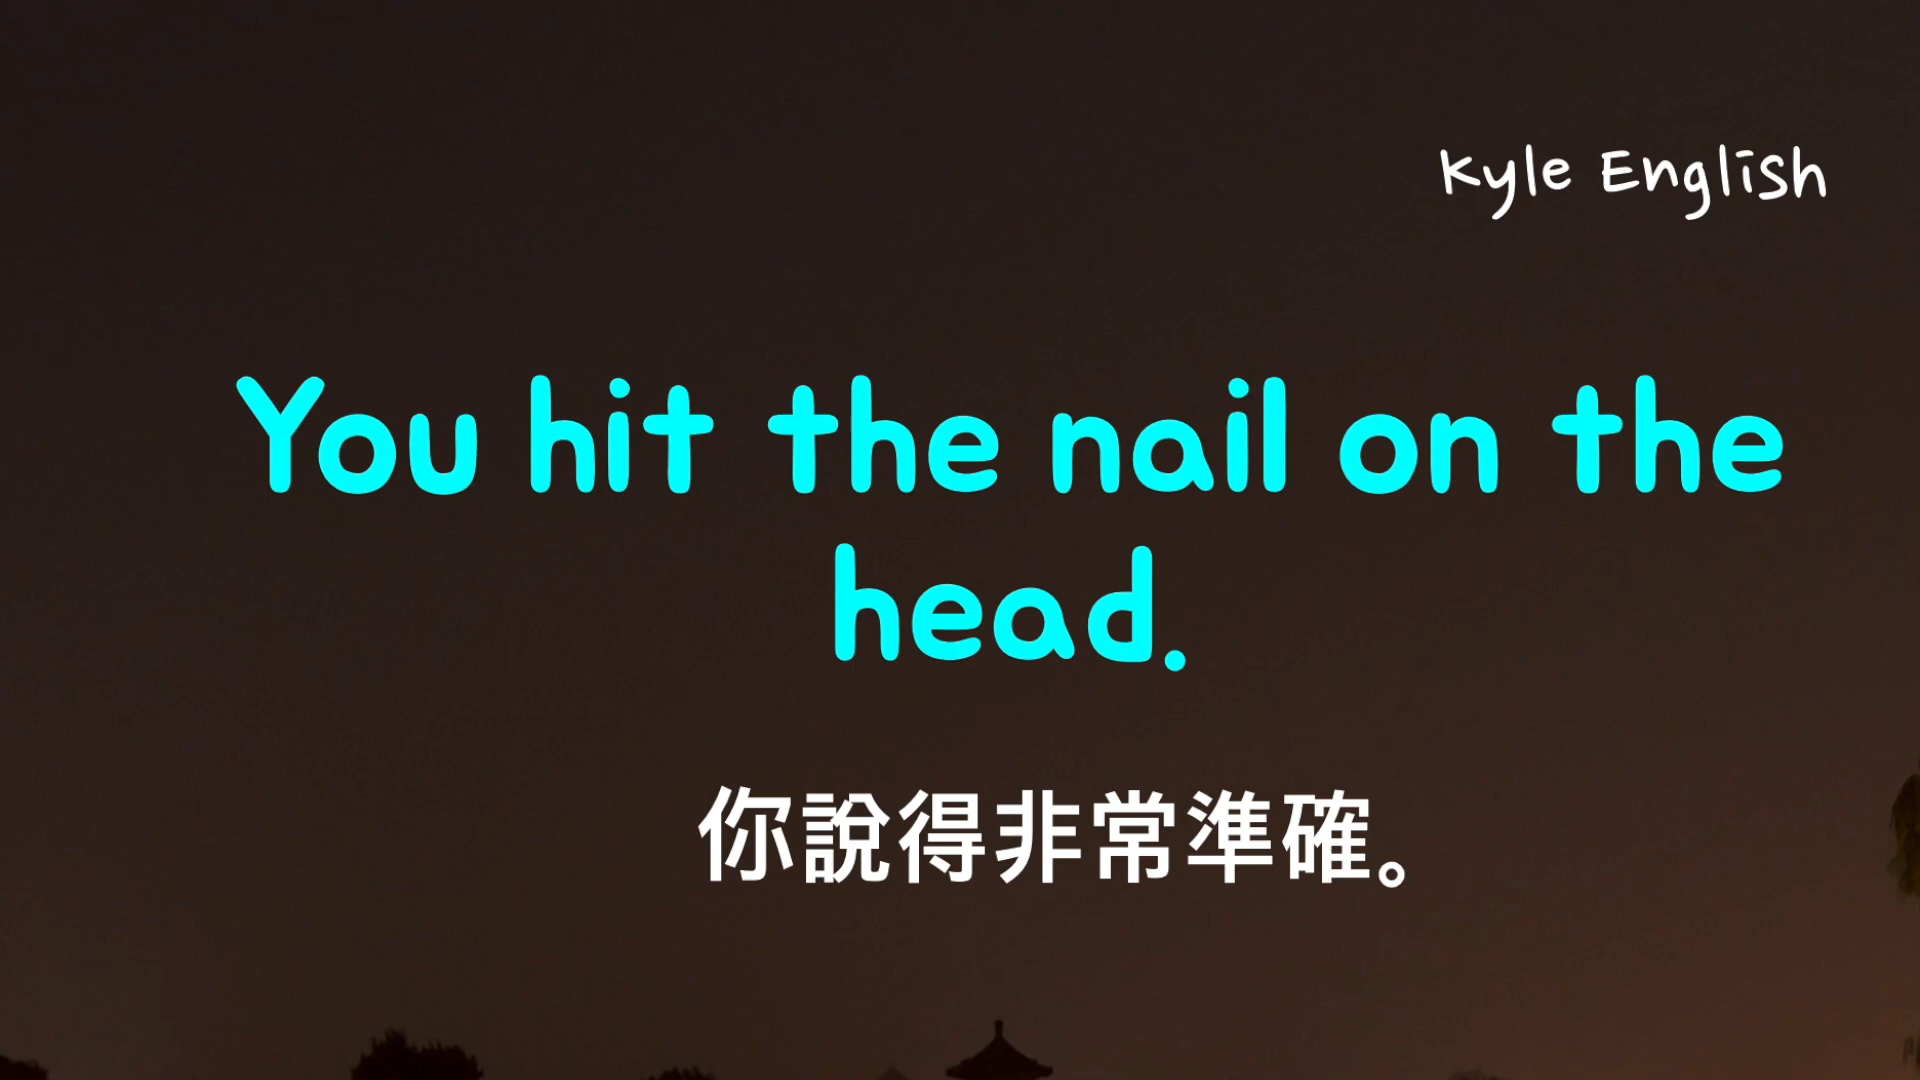 Kyle English
You hit the nail on the
head.
你說得非常準確。